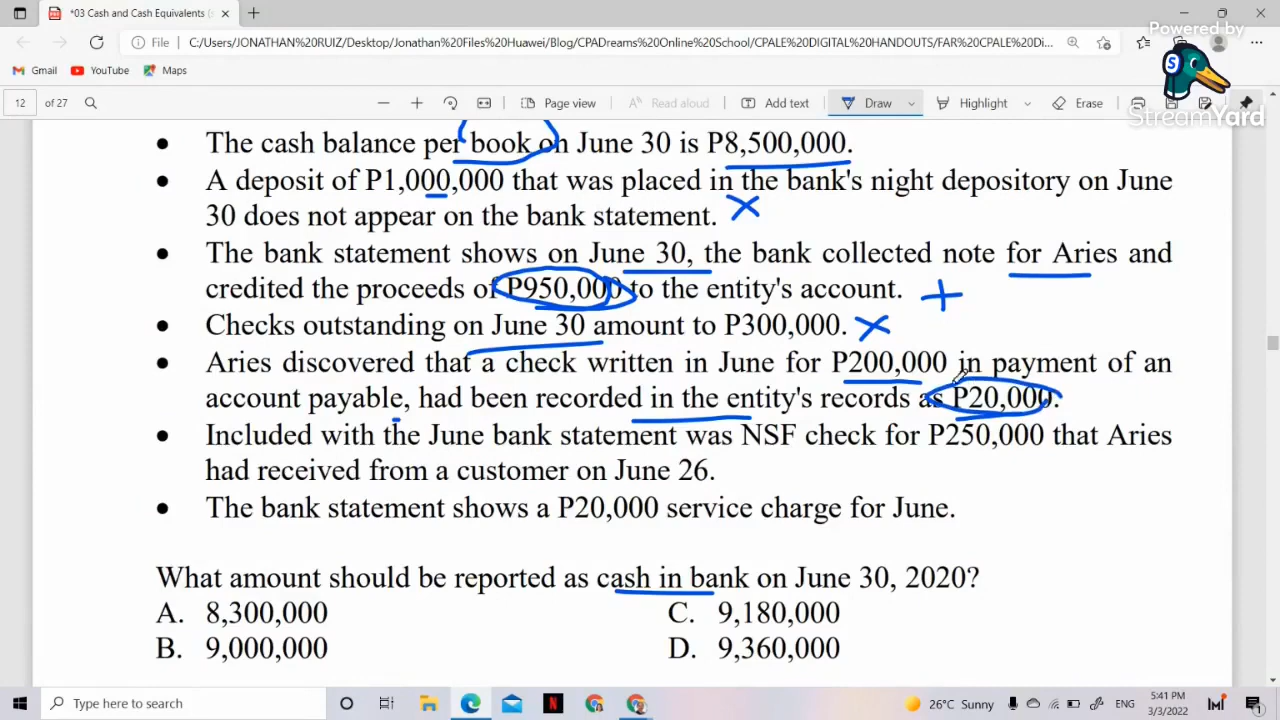 *03 Cash and Cash Equivalents (s
Powered by
File
C:/Users/JONATHAN%20RUIZ/Desktop/Jonathan%20Files%20Huawei/Blog/CPADreams%20Online%20School/CPALE%20DIGITAL%20HANDOUTS/FAR%20CPALE%20Di...
Gmail YouTube Maps
S
StreamYard
12 of 27 Page view Read aloud Add text Draw Highlight Erase
• The cash balance per book on June 30 is P8,500,000.
• A deposit of P1,000,000 that was placed in the bank's night depository on June
30 does not appear on the bank statement.
• The bank statement shows on June 30, the bank collected note for Aries and
credited the proceeds of P950,000 to the entity's account. +
• Checks outstanding on June 30 amount to P300,000.
• Aries discovered that a check written in June for P200,000 in payment of an
account payable, had been recorded in the entity's records as P20,000.
• Included with the June bank statement was NSF check for P250,000 that Aries
had received from a customer on June 26.
• The bank statement shows a P20,000 service charge for June.
What amount should be reported as cash in bank on June 30, 2020?
A. 8,300,000 C. 9,180,000
B. 9,000,000 D. 9,360,000
Type here to search
26°C Sunny
ENG
5:41 PM
3/3/2022